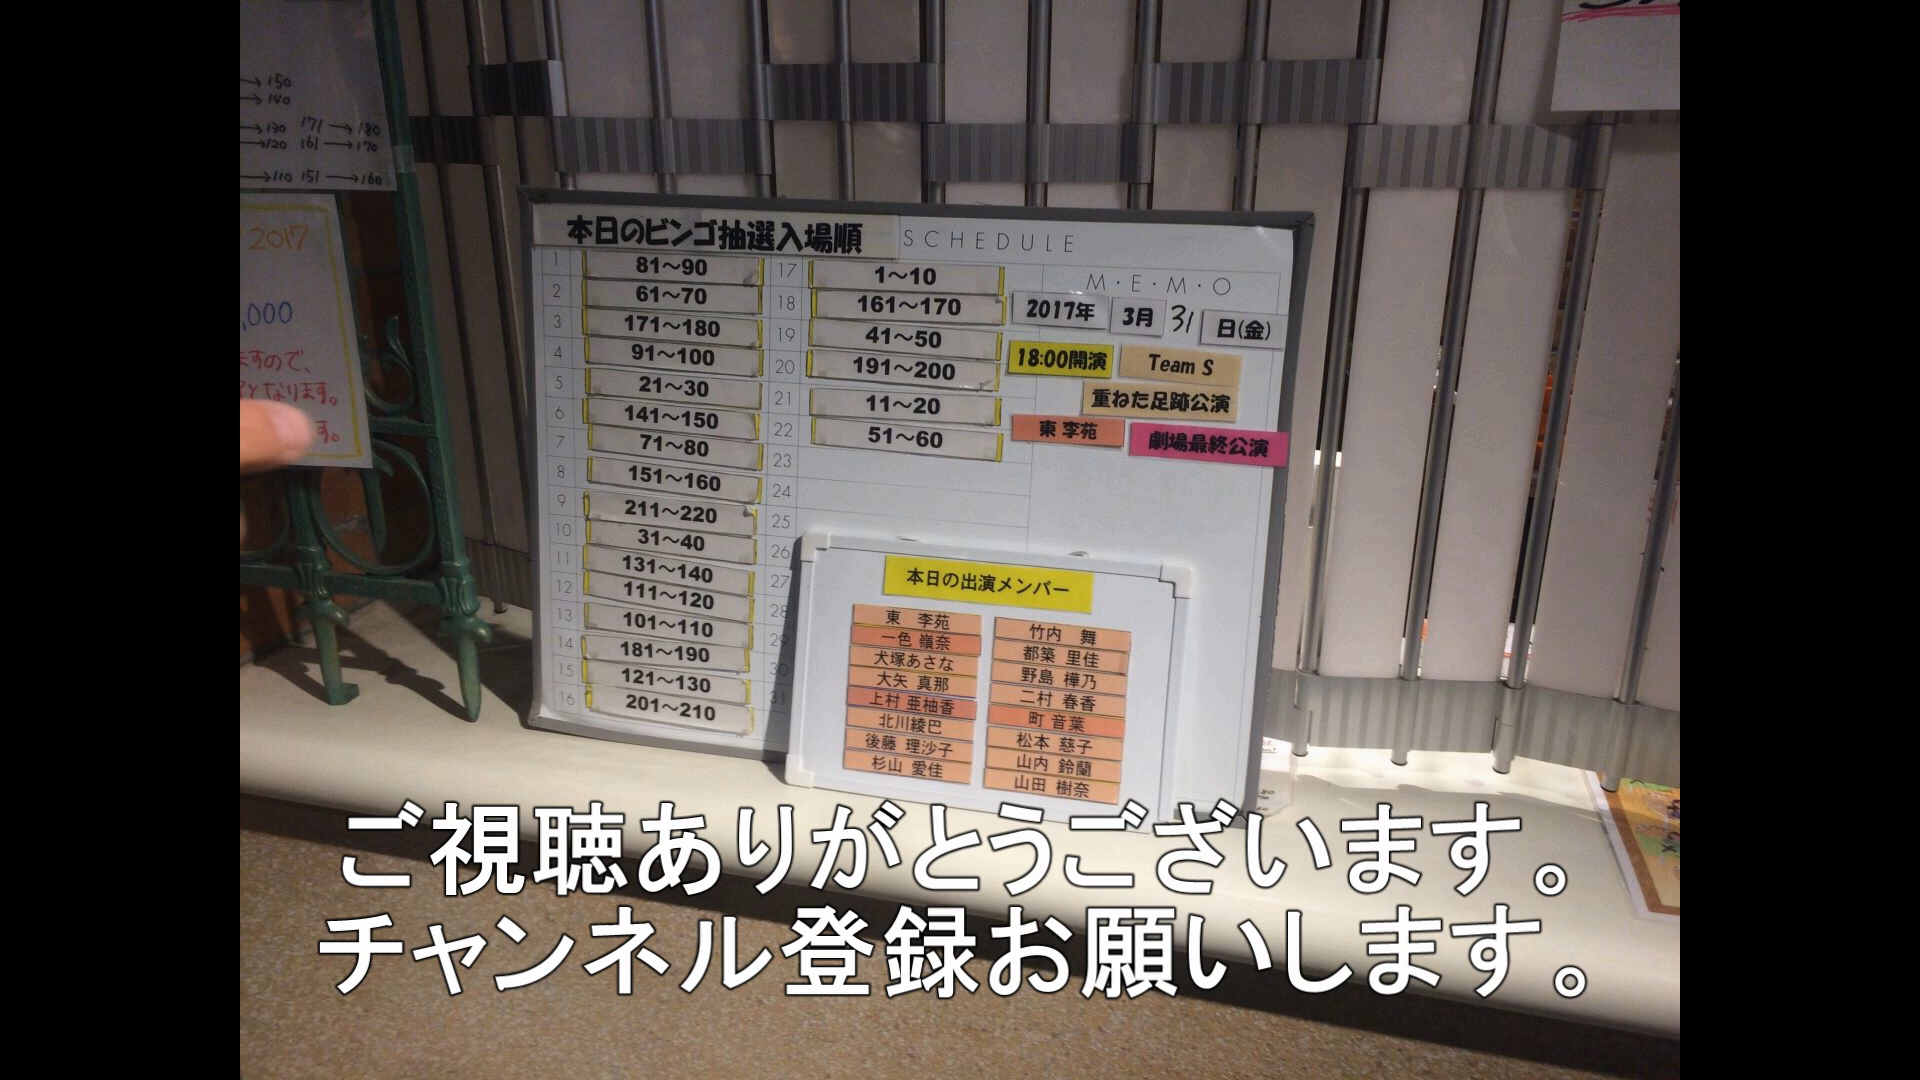 →150
→140
→130 171→180
→120 161→170
→110 151→160
2017
,000
ますので、
となります。
す。
本日のビンゴ抽選入場順
SCHEDULE
M・E・M・O
1 81〜90
2 61〜70
3 171〜180
4 91〜100
5 21〜30
6 141〜150
7 71〜80
8 151〜160
9 211〜220
10 31〜40
11 131〜140
12 111〜120
13 101〜110
14 181〜190
15 121〜130
16 201〜210
17 1〜10
18 161〜170
19 41〜50
20 191〜200
21 11〜20
22 51〜60
23
24
25
26
27
28
29
30
31
2017年 3月 31 日(金)
18:00開演 Team S
重ねた足跡公演
東 李苑 劇場最終公演
本日の出演メンバー
東 李苑
一色 嶺奈
犬塚あさな
大矢 真那
上村 亜柚香
北川綾巴
後藤 理沙子
杉山 愛佳
竹内 舞
都築 里佳
野島 樺乃
二村 春香
町 音葉
松本 慈子
山内 鈴蘭
山田 樹奈
ご視聴ありがとうございます。
チャンネル登録お願いします。